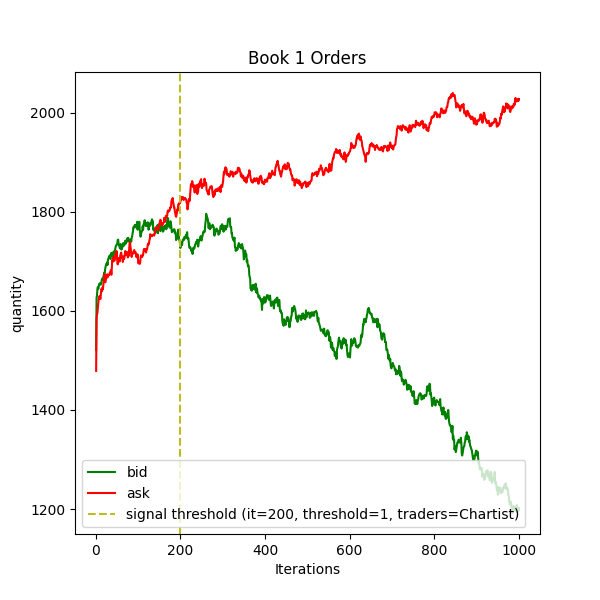 Book 1 Orders
quantity
2000
1800
1600
1400
1200
bid
ask
signal threshold (it=200, threshold=1, traders=Chartist)
0 200 400 600 800 1000
Iterations